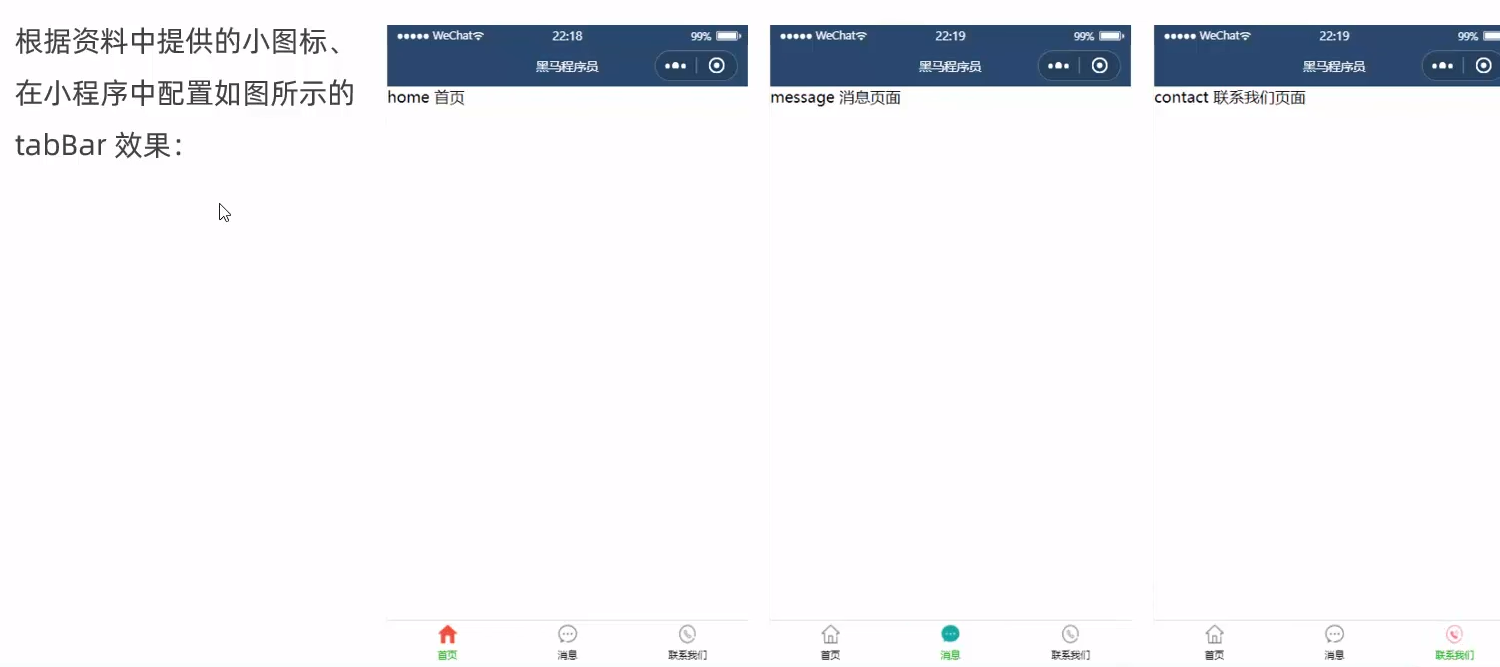 根据资料中提供的小图标、
在小程序中配置如图所示的
tabBar 效果：
WeChat 22:18 99%
黑马程序员
home 首页
首页 消息 联系我们
WeChat 22:19 99%
黑马程序员
message 消息页面
首页 消息 联系我们
WeChat 22:19 99%
黑马程序员
contact 联系我们页面
首页 消息 联系我们